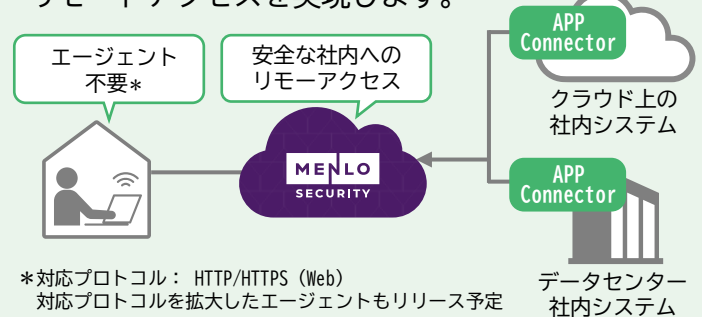 リモートアクセスを実現します。
エージェント
不要*
安全な社内への
リモーアクセス
APP
Connector
クラウド上の
社内システム
MENLO
SECURITY
APP
Connector
データセンター
社内システム
*対応プロトコル： HTTP/HTTPS（Web）
対応プロトコルを拡大したエージェントもリリース予定